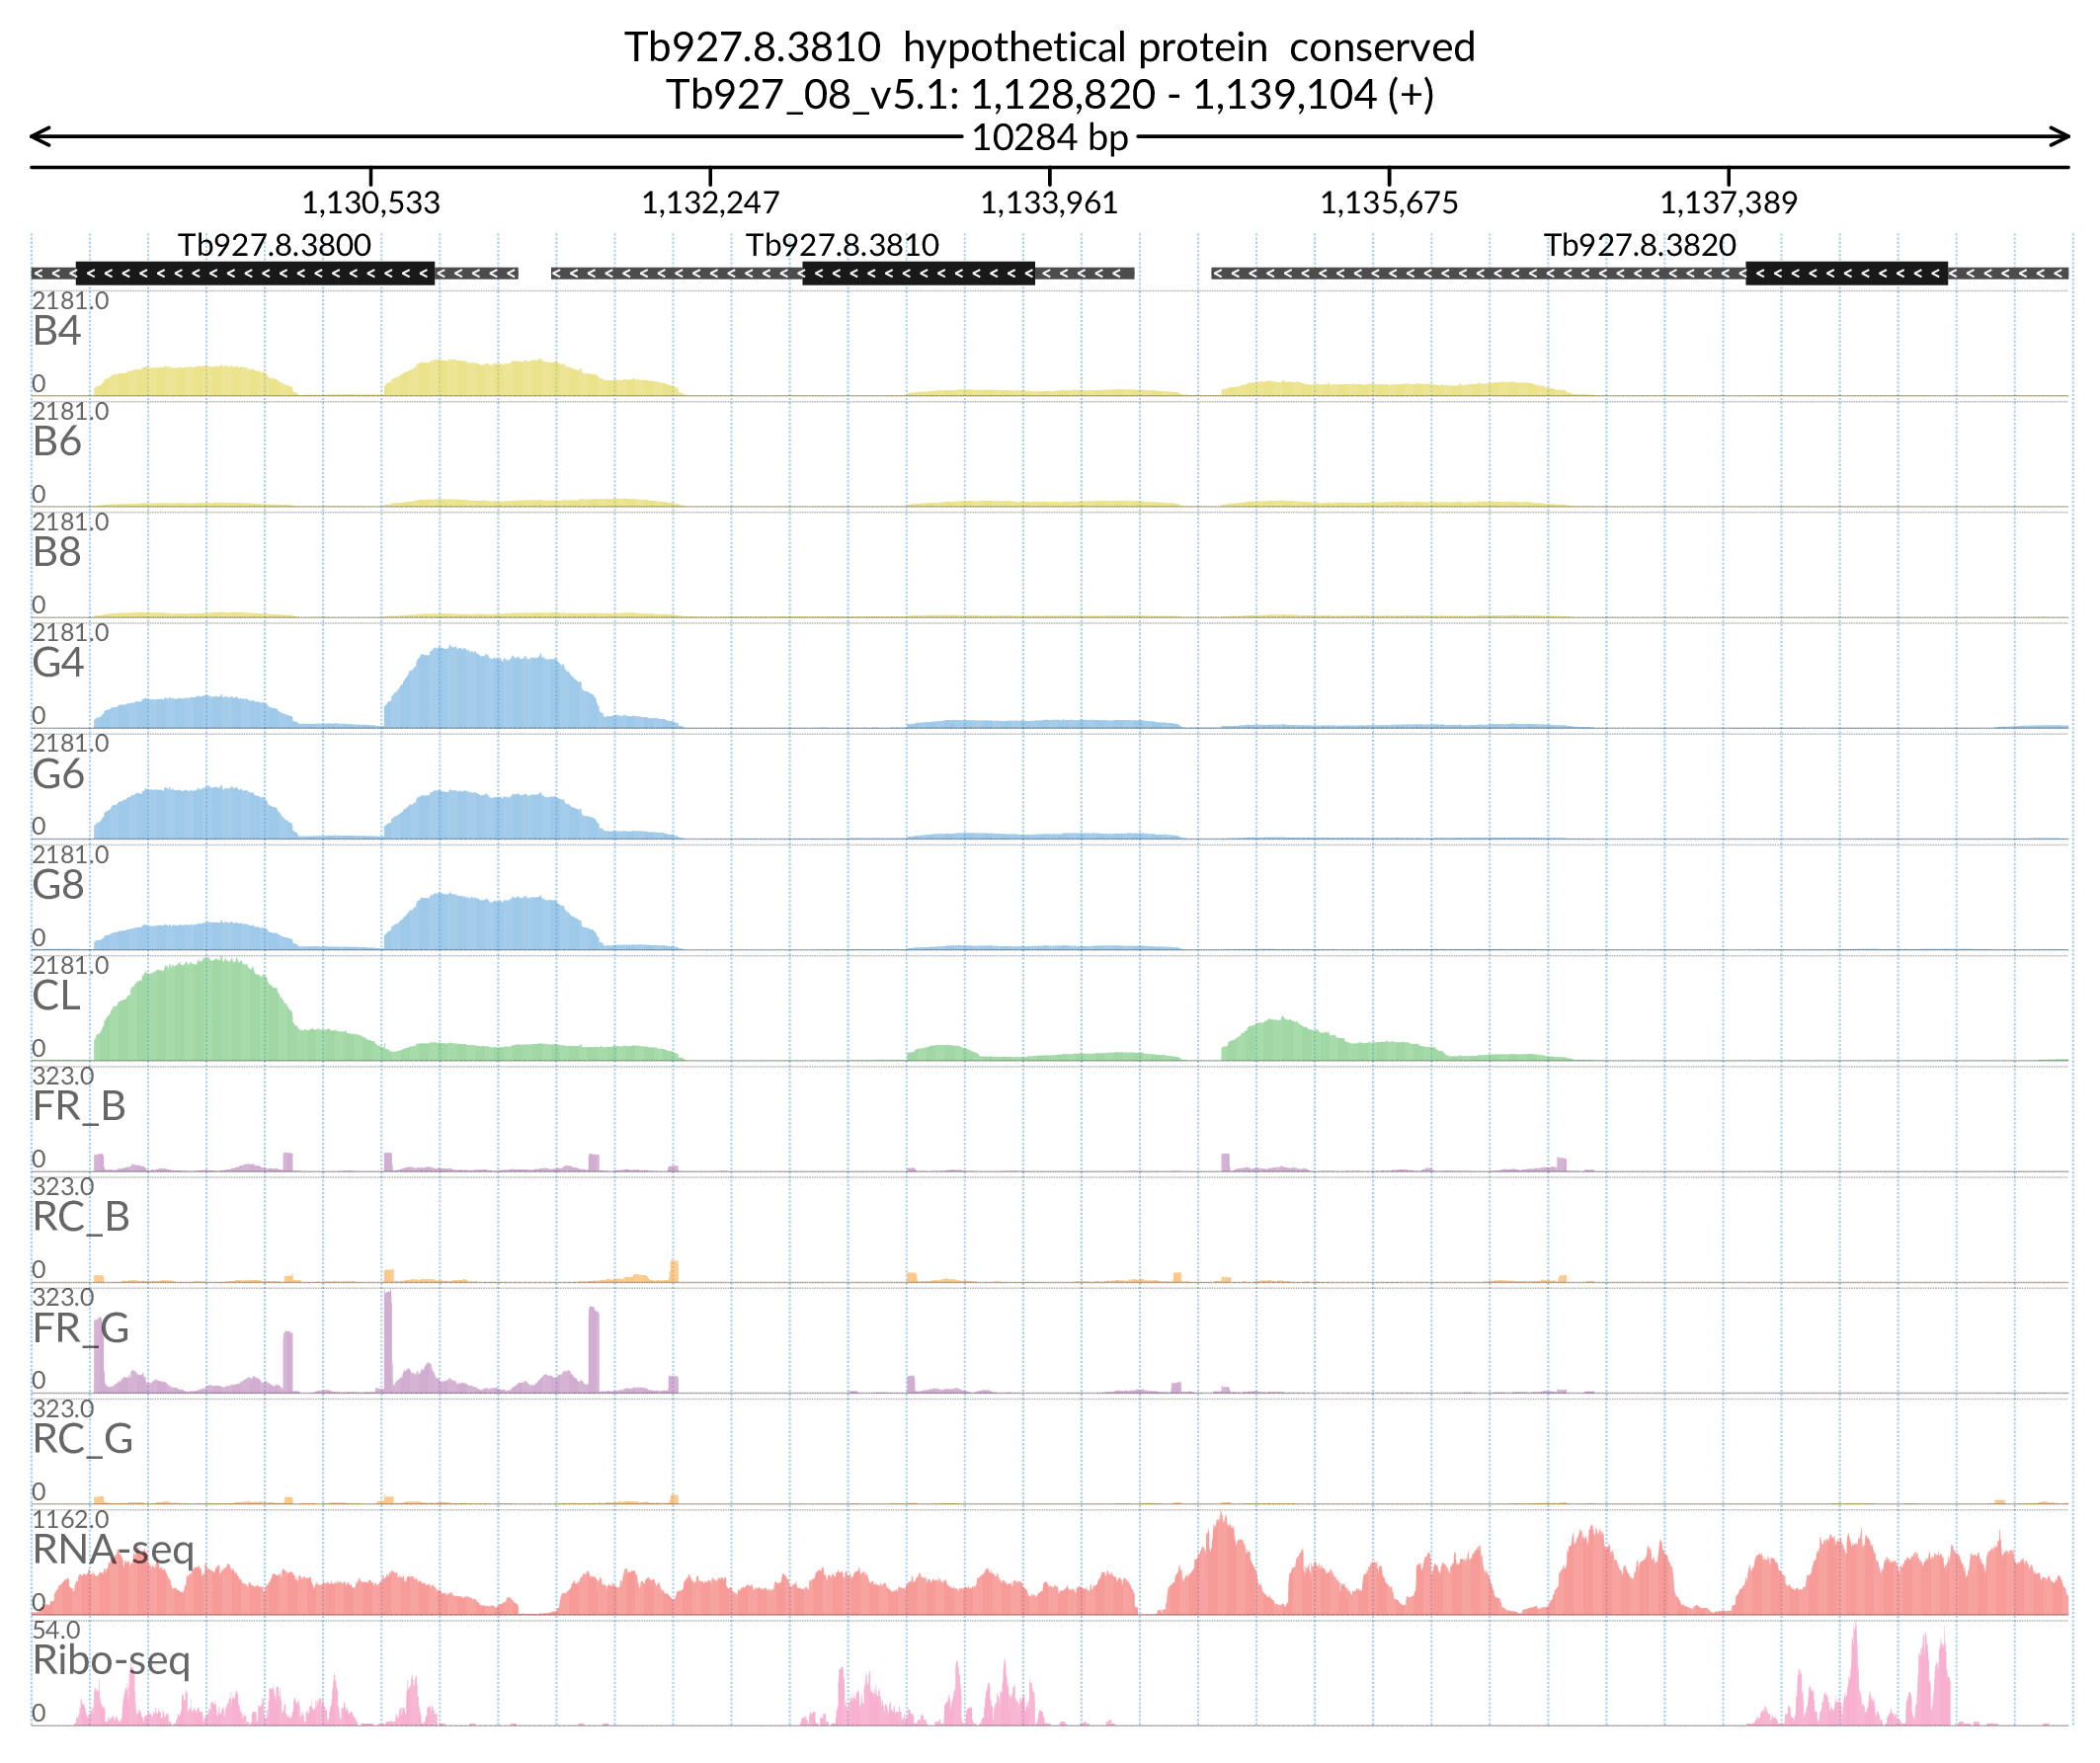 Tb927.8.3810  hypothetical protein  conserved
Tb927_08_v5.1: 1,128,820 - 1,139,104 (+)
10284 bp
1,130,533 1,132,247 1,133,961 1,135,675 1,137,389
Tb927.8.3800 Tb927.8.3810 Tb927.8.3820
2181.0
B4
0
2181.0
B6
0
2181.0
B8
0
2181.0
G4
0
2181.0
G6
0
2181.0
G8
0
2181.0
CL
0
323.0
FR_B
0
323.0
RC_B
0
323.0
FR_G
0
323.0
RC_G
0
1162.0
RNA-seq
0
54.0
Ribo-seq
0